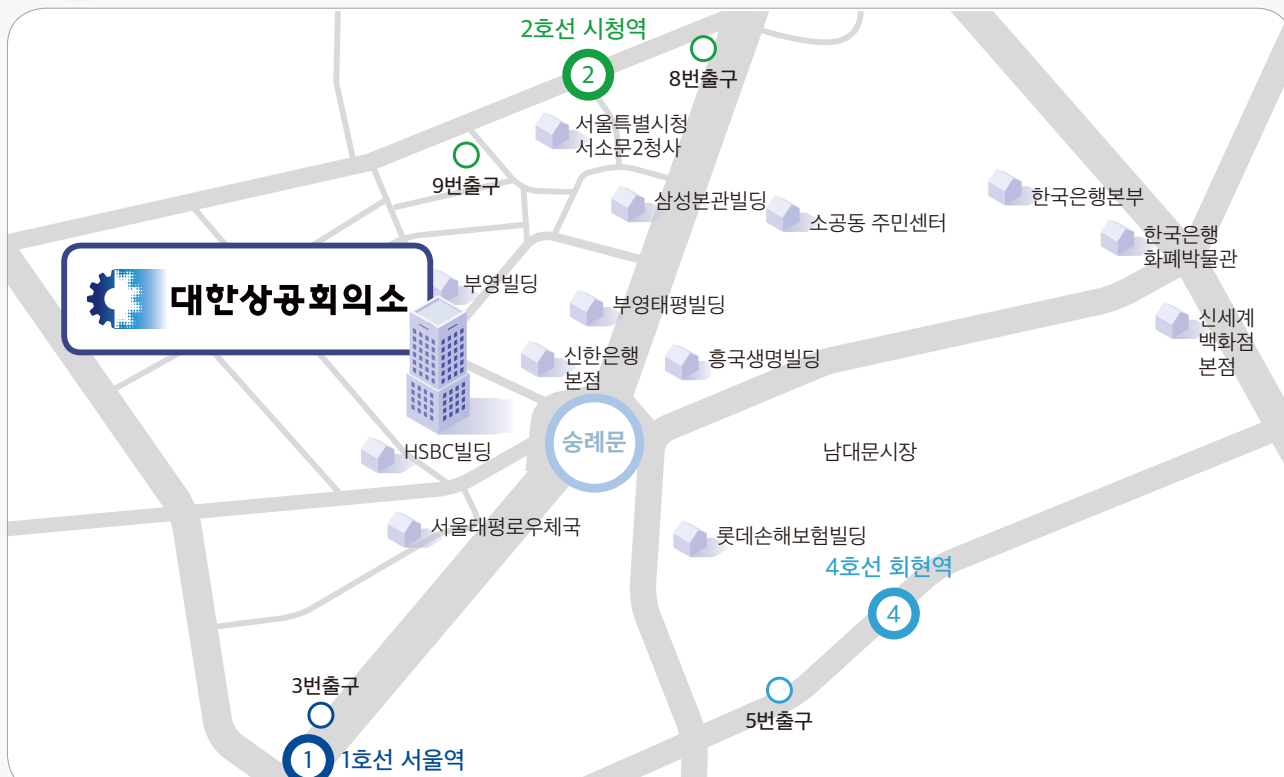 2호선 시청역
2
8번출구
서울특별시청
서소문2청사
9번출구
삼성본관빌딩
소공동 주민센터
한국은행본부
한국은행
화폐박물관
대한상공회의소
부영빌딩
부영태평빌딩
신세계
백화점
본점
신한은행
본점
흥국생명빌딩
숭례문
HSBC빌딩
남대문시장
서울태평로우체국
롯데손해보험빌딩
4호선 회현역
4
3번출구
5번출구
1
1호선 서울역